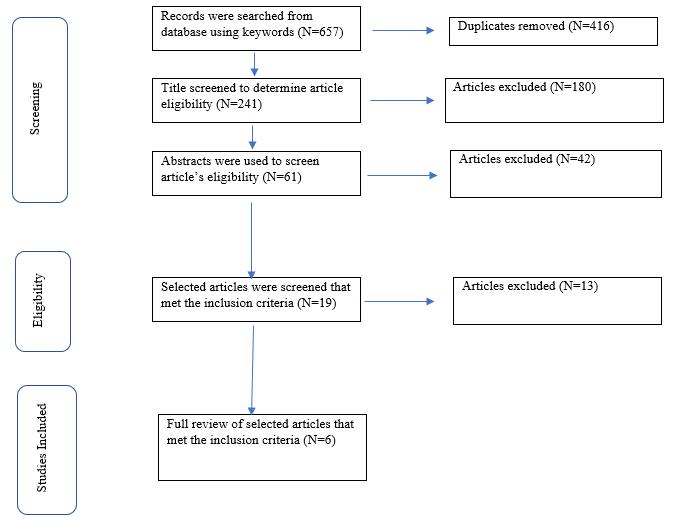 Screening
Records were searched from
database using keywords (N=657)
Duplicates removed (N=416)
Title screened to determine article
eligibility (N=241)
Articles excluded (N=180)
Abstracts were used to screen
article's eligibility (N=61)
Articles excluded (N=42)
Eligibility
Selected articles were screened that
met the inclusion criteria (N=19)
Articles excluded (N=13)
Studies Included
Full review of selected articles that
met the inclusion criteria (N=6)